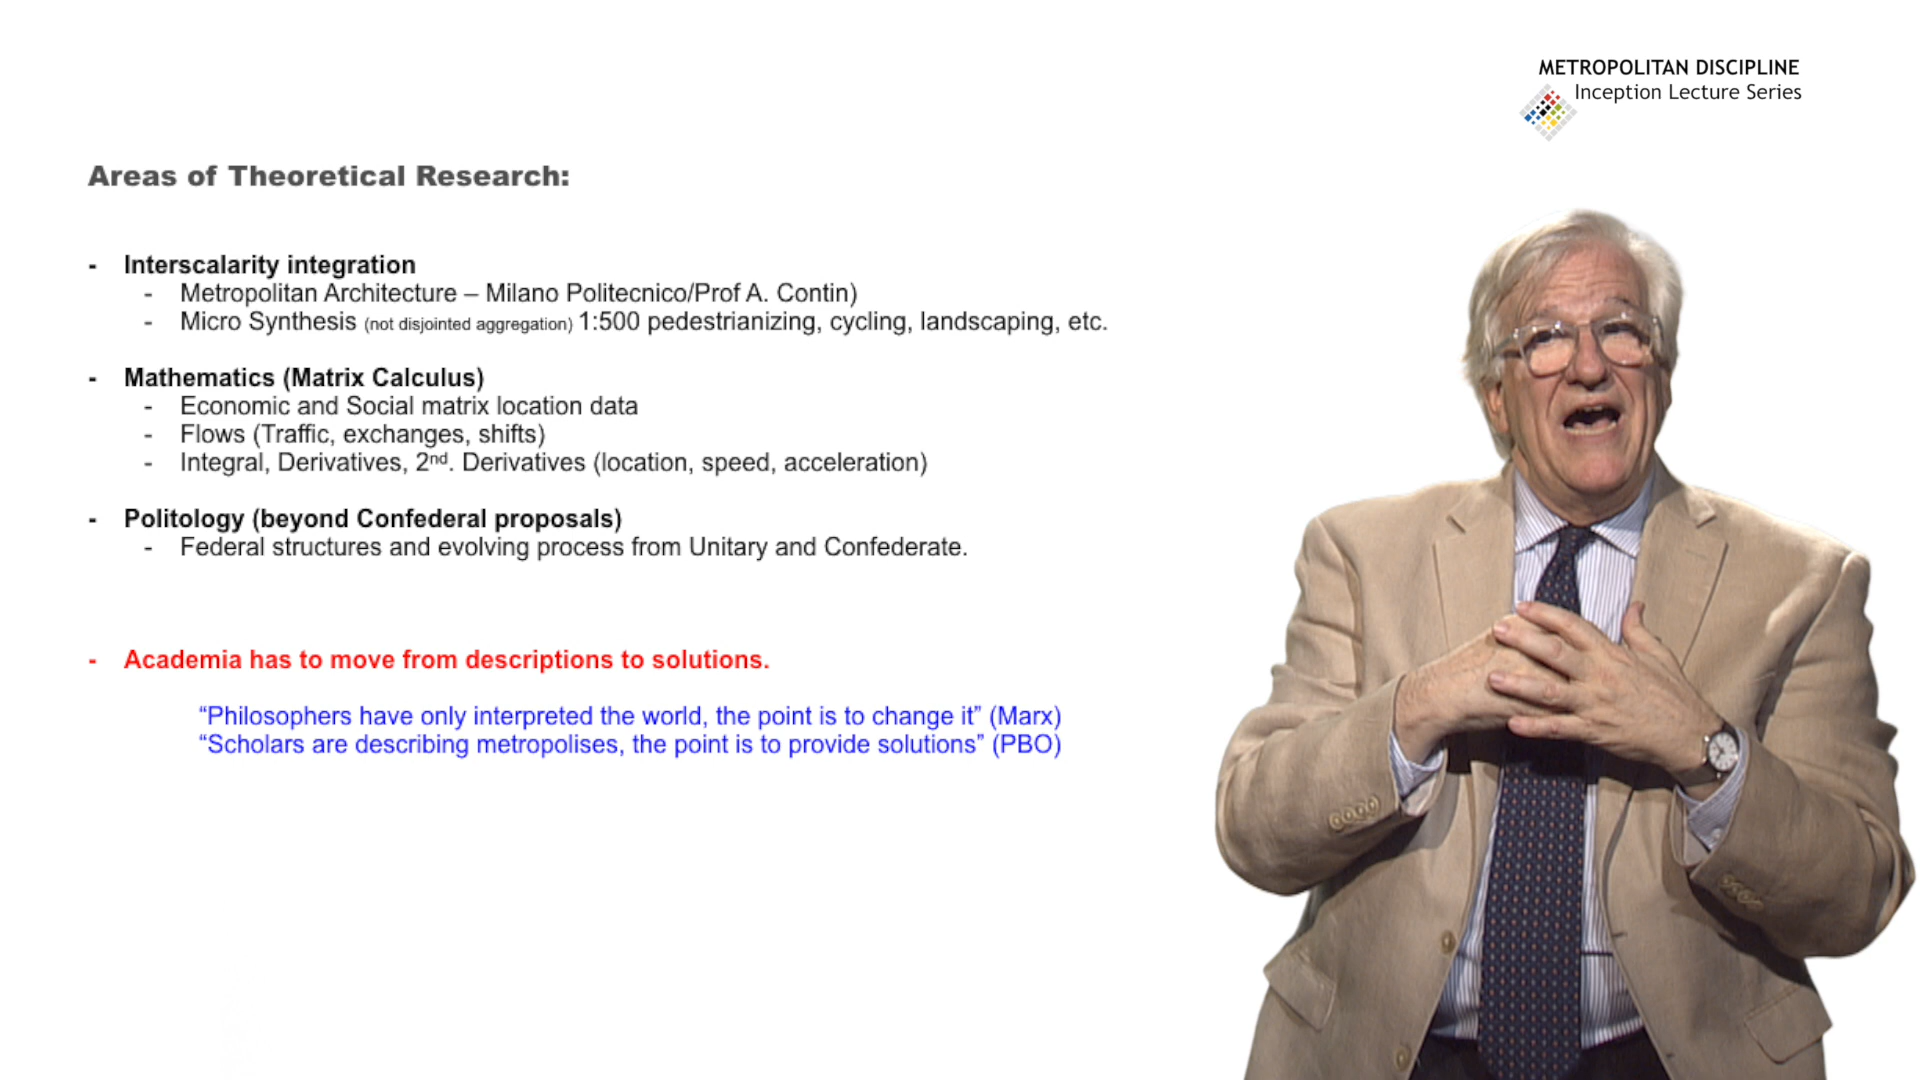 METROPOLITAN DISCIPLINE
Inception Lecture Series
Areas of Theoretical Research:
- Interscalarity integration
- Metropolitan Architecture – Milano Politecnico/Prof A. Contin)
- Micro Synthesis (not disjointed aggregation) 1:500 pedestrianizing, cycling, landscaping, etc.
- Mathematics (Matrix Calculus)
- Economic and Social matrix location data
- Flows (Traffic, exchanges, shifts)
- Integral, Derivatives, 2nd. Derivatives (location, speed, acceleration)
- Politology (beyond Confederal proposals)
- Federal structures and evolving process from Unitary and Confederate.
- Academia has to move from descriptions to solutions.
“Philosophers have only interpreted the world, the point is to change it” (Marx)
“Scholars are describing metropolises, the point is to provide solutions” (PBO)